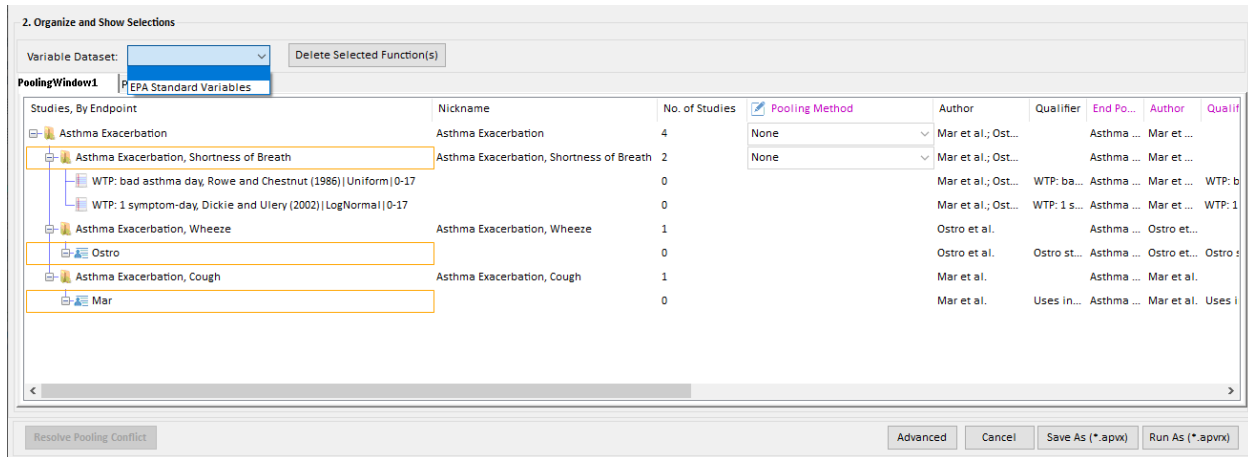 2. Organize and Show Selections
Variable Dataset: Delete Selected Function(s)
EPA Standard Variables
PoolingWindow1 P
Studies, By Endpoint Nickname No. of Studies Pooling Method Author Qualifier End Po... Author Qualif
Asthma Exacerbation Asthma Exacerbation 4 None Mar et al.; Ost... Asthma ... Mar et ...
Asthma Exacerbation, Shortness of Breath Asthma Exacerbation, Shortness of Breath 2 None Mar et al.; Ost... Asthma ... Mar et ...
WTP: bad asthma day, Rowe and Chestnut (1986)|Uniform|0-17 0 Mar et al.; Ost... WTP: ba... Asthma ... Mar et ... WTP: b
WTP: 1 symptom-day, Dickie and Ulery (2002)|LogNormal|0-17 0 Mar et al.; Ost... WTP: 1 s... Asthma ... Mar et ... WTP: 1
Asthma Exacerbation, Wheeze Asthma Exacerbation, Wheeze 1 Ostro et al. Asthma ... Ostro et...
Ostro 0 Ostro et al. Ostro st... Asthma ... Ostro et... Ostro s
Asthma Exacerbation, Cough Asthma Exacerbation, Cough 1 Mar et al. Asthma ... Mar et al.
Mar 0 Mar et al. Uses in... Asthma ... Mar et al. Uses i
Resolve Pooling Conflict Advanced Cancel Save As (*.apvx) Run As (*.apvrx)